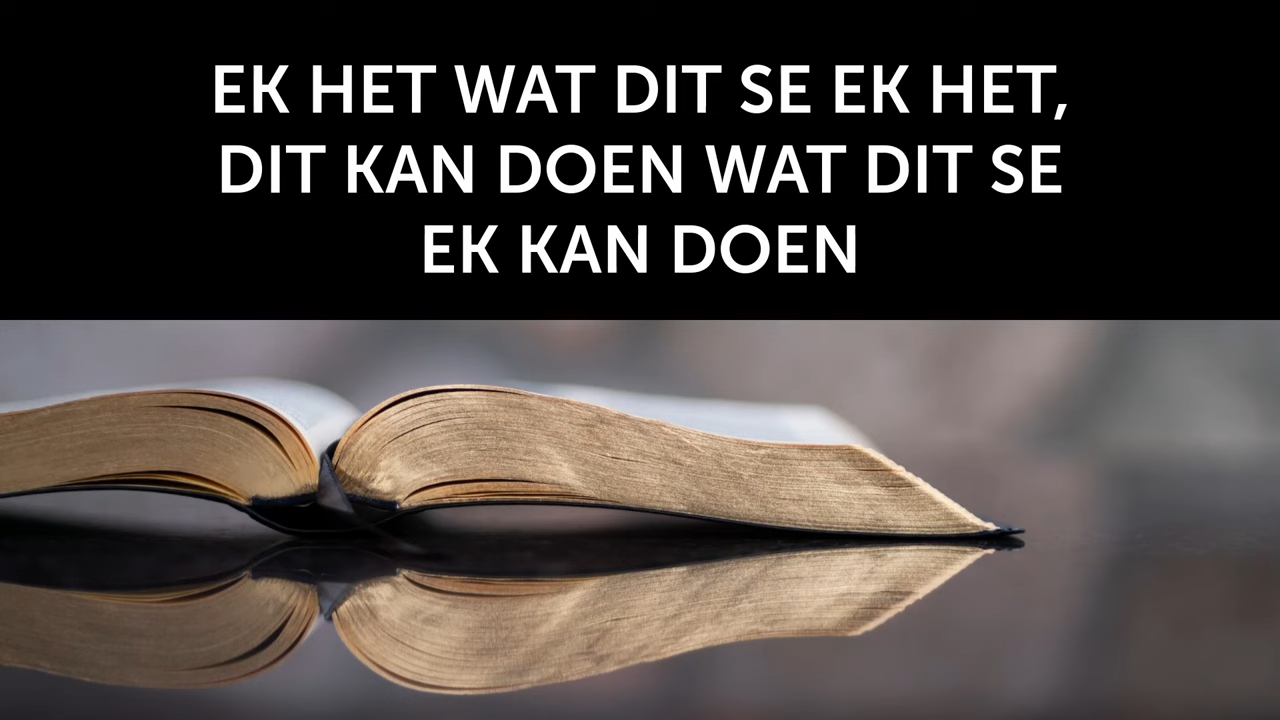 EK HET WAT DIT SE EK HET,
DIT KAN DOEN WAT DIT SE
EK KAN DOEN